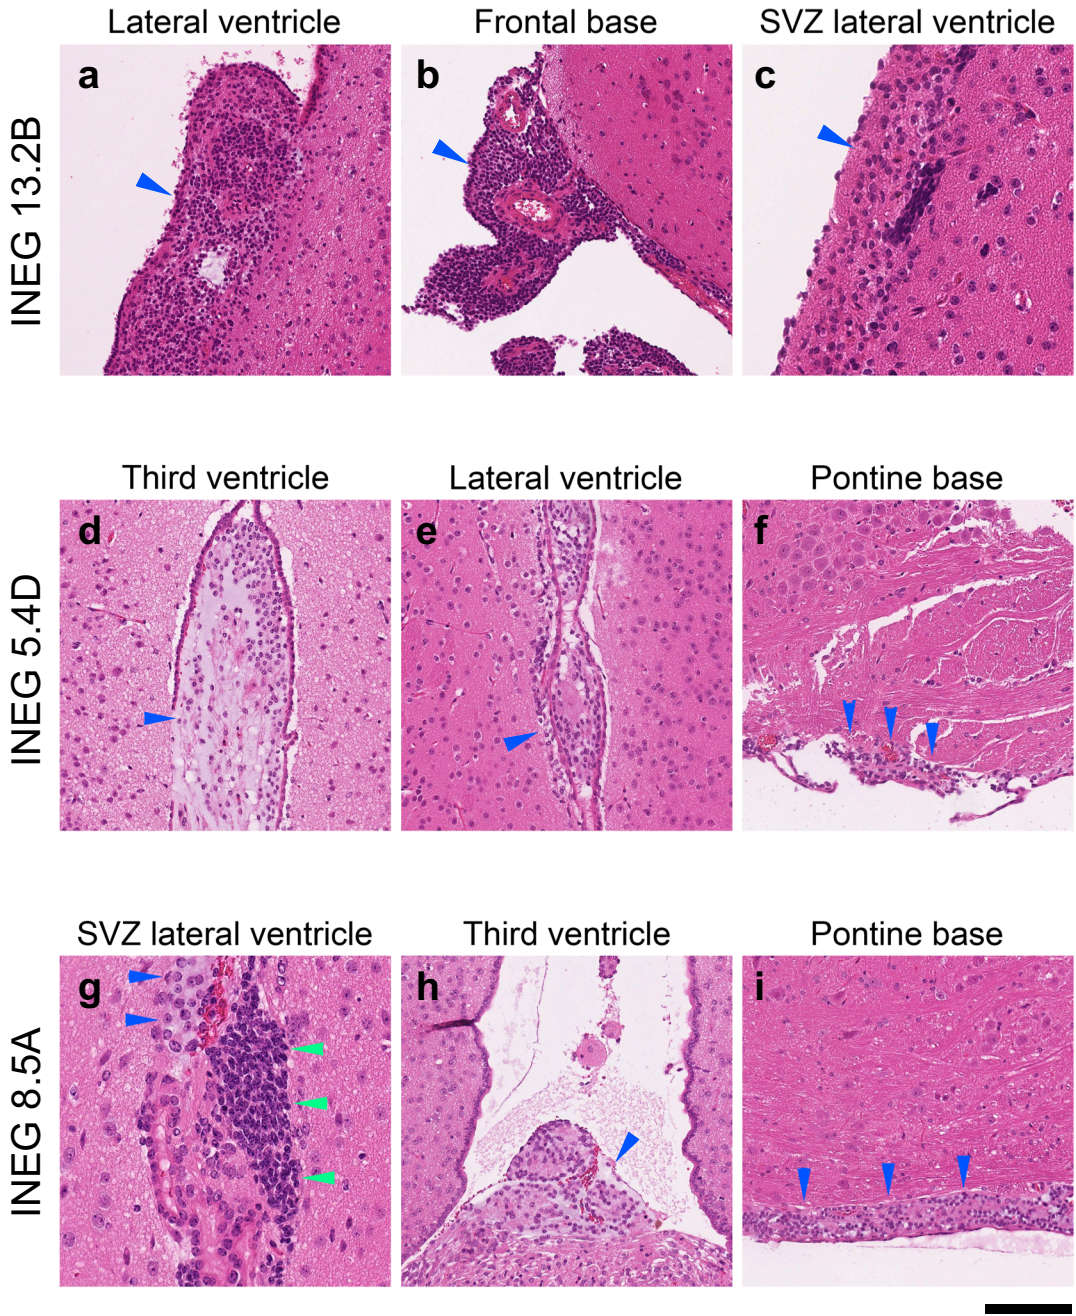 Lateral ventricle
Frontal base
SVZ lateral ventricle
INEG 13.2B
a
b
c
Third ventricle
Lateral ventricle
Pontine base
INEG 5.4D
d
e
f
SVZ lateral ventricle
Third ventricle
Pontine base
INEG 8.5A
g
h
i